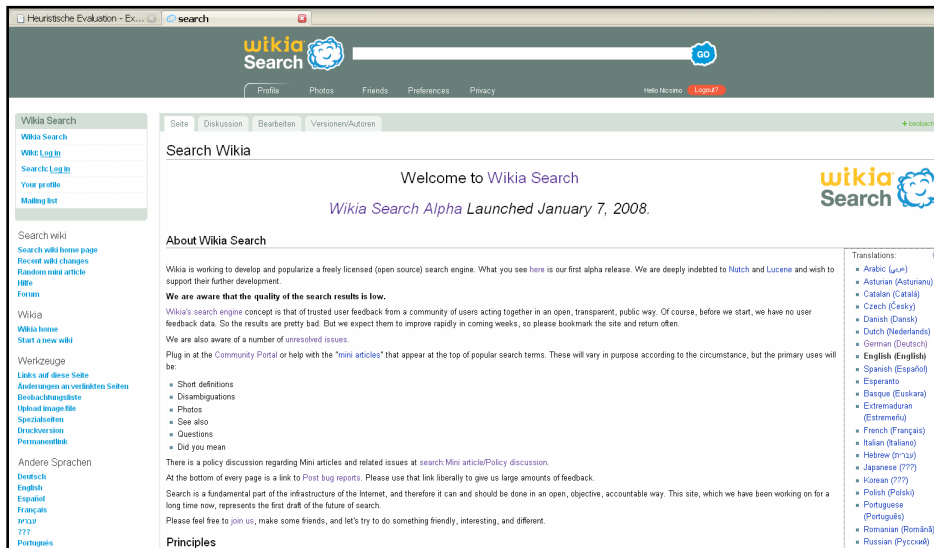 Heuristische Evaluation - Ex...
search
wikia
Search
GO
Profile Photos Friends Preferences Privacy
Hello Nicsimo Logout?
Wikia Search
Wikia Search
Wiki: Log in
Search: Log in
Your profile
Mailing list
Search wiki
Search wiki home page
Recent wiki changes
Random mini article
Hilfe
Forum
Wikia
Wikia home
Start a new wiki
Werkzeuge
Links auf diese Seite
Änderungen an verlinkten Seiten
Beobachtungsliste
Upload image file
Spezialseiten
Druckversion
Permanentlink
Andere Sprachen
Deutsch
English
Español
Français
עברית
???
Português
Seite Diskussion Bearbeiten Versionen/Autoren
+ beobach
Search Wikia
Welcome to Wikia Search
Wikia Search Alpha Launched January 7, 2008.
wikia
Search
About Wikia Search
Wikia is working to develop and popularize a freely licensed (open source) search engine. What you see here is our first alpha release. We are deeply indebted to Nutch and Lucene and wish to
support their further development.
We are aware that the quality of the search results is low.
Wikia's search engine concept is that of trusted user feedback from a community of users acting together in an open, transparent, public way. Of course, before we start, we have no user
feedback data. So the results are pretty bad. But we expect them to improve rapidly in coming weeks, so please bookmark the site and return often.
We are also aware of a number of unresolved issues.
Plug in at the Community Portal or help with the "mini articles" that appear at the top of popular search terms. These will vary in purpose according to the circumstance, but the primary uses will
be:
Short definitions
Disambiguations
Photos
See also
Questions
Did you mean
There is a policy discussion regarding Mini articles and related issues at search:Mini article/Policy discussion.
At the bottom of every page is a link to Post bug reports. Please use that link liberally to give us large amounts of feedback.
Search is a fundamental part of the infrastructure of the Internet, and therefore it can and should be done in an open, objective, accountable way. This site, which we have been working on for a
long time now, represents the first draft of the future of search.
Please feel free to join us, make some friends, and let's try to do something friendly, interesting, and different.
Principles
Translations:
Arabic (عربي)
Asturian (Asturianu)
Catalan (Català)
Czech (Česky)
Danish (Dansk)
Dutch (Nederlands)
German (Deutsch)
English (English)
Spanish (Español)
Esperanto
Basque (Euskara)
Extremaduran
(Estremeñu)
French (Français)
Italian (Italiano)
Hebrew (עברית)
Japanese (???)
Korean (???)
Polish (Polski)
Portuguese
(Português)
Romanian (Română)
Russian (Русский)